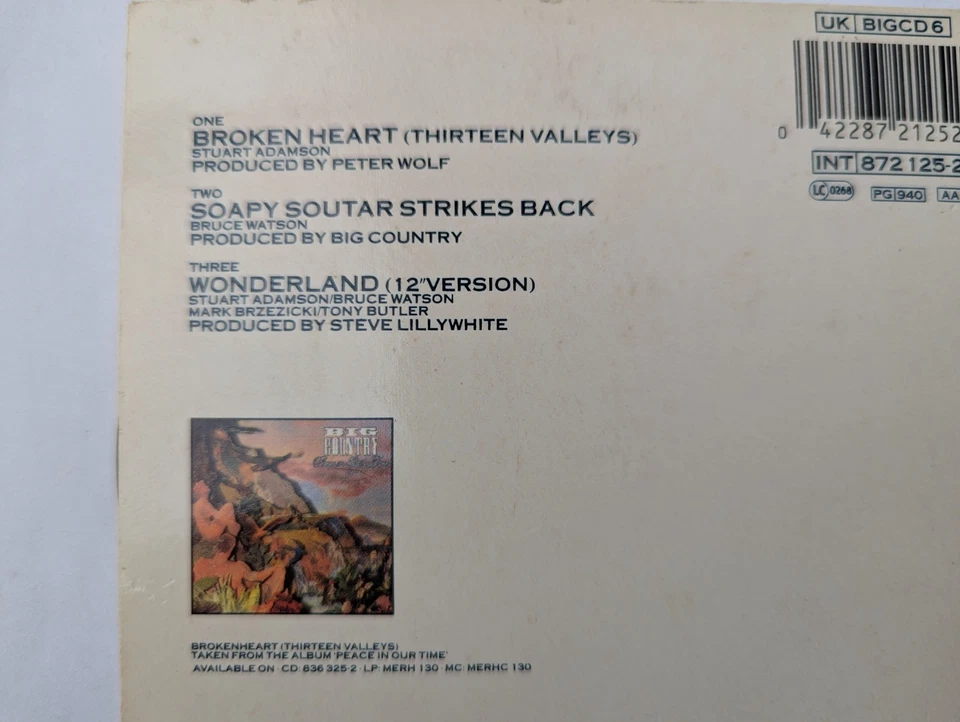 UK BIGCD 6
0 42287 21252
INT 872 125-2
LC 0268 PG 940 AA
ONE
BROKEN HEART (THIRTEEN VALLEYS)
STUART ADAMSON
PRODUCED BY PETER WOLF
TWO
SOAPY SOUTAR STRIKES BACK
BRUCE WATSON
PRODUCED BY BIG COUNTRY
THREE
WONDERLAND (12"VERSION)
STUART ADAMSON/BRUCE WATSON
MARK BRZEZICKI/TONY BUTLER
PRODUCED BY STEVE LILLYWHITE
BIG
COUNTRY
BROKENHEART (THIRTEEN VALLEYS)
TAKEN FROM THE ALBUM 'PEACE IN OUR TIME'
AVAILABLE ON · CD: 836 325-2 · LP: MERH 130 · MC: MERHC 130